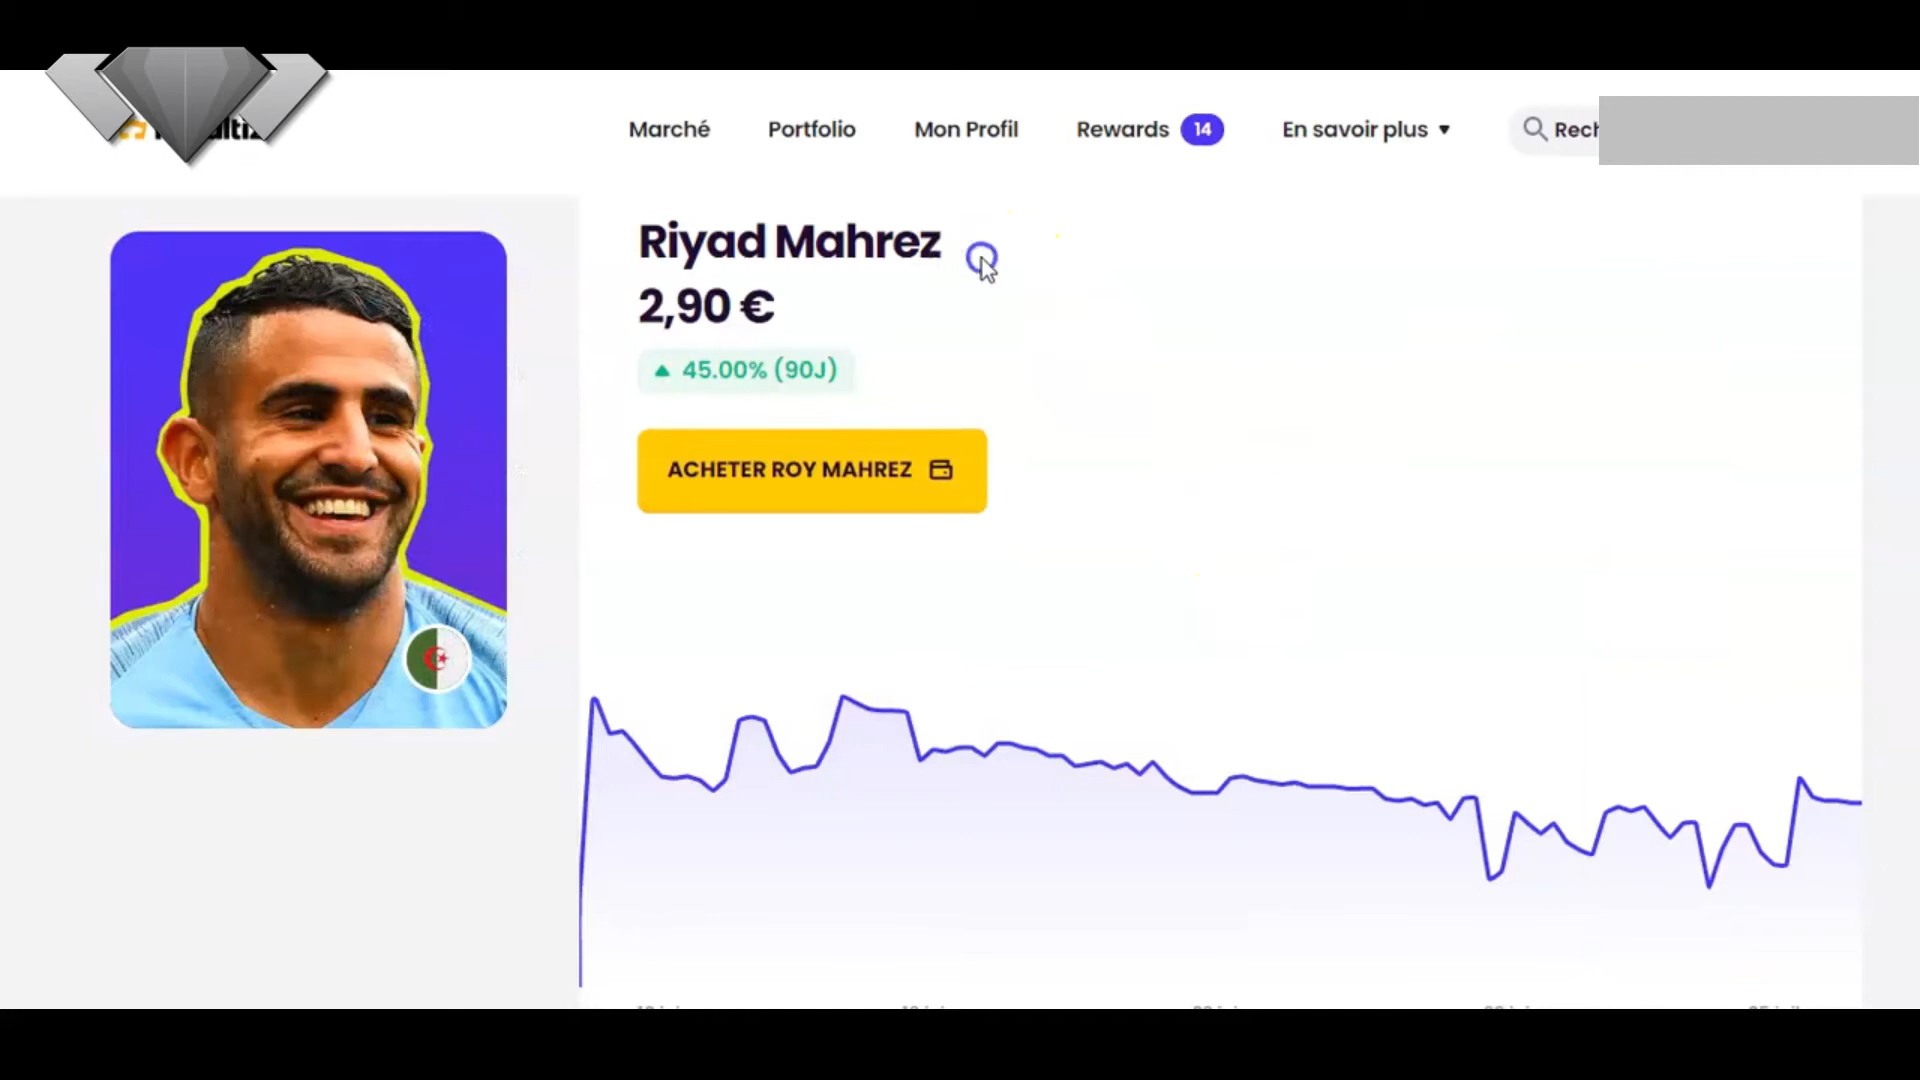 Marché
Portfolio
Mon Profil
Rewards 14
En savoir plus ▼
Riyad Mahrez
2,90 €
▲ 45.00% (90J)
ACHETER ROY MAHREZ